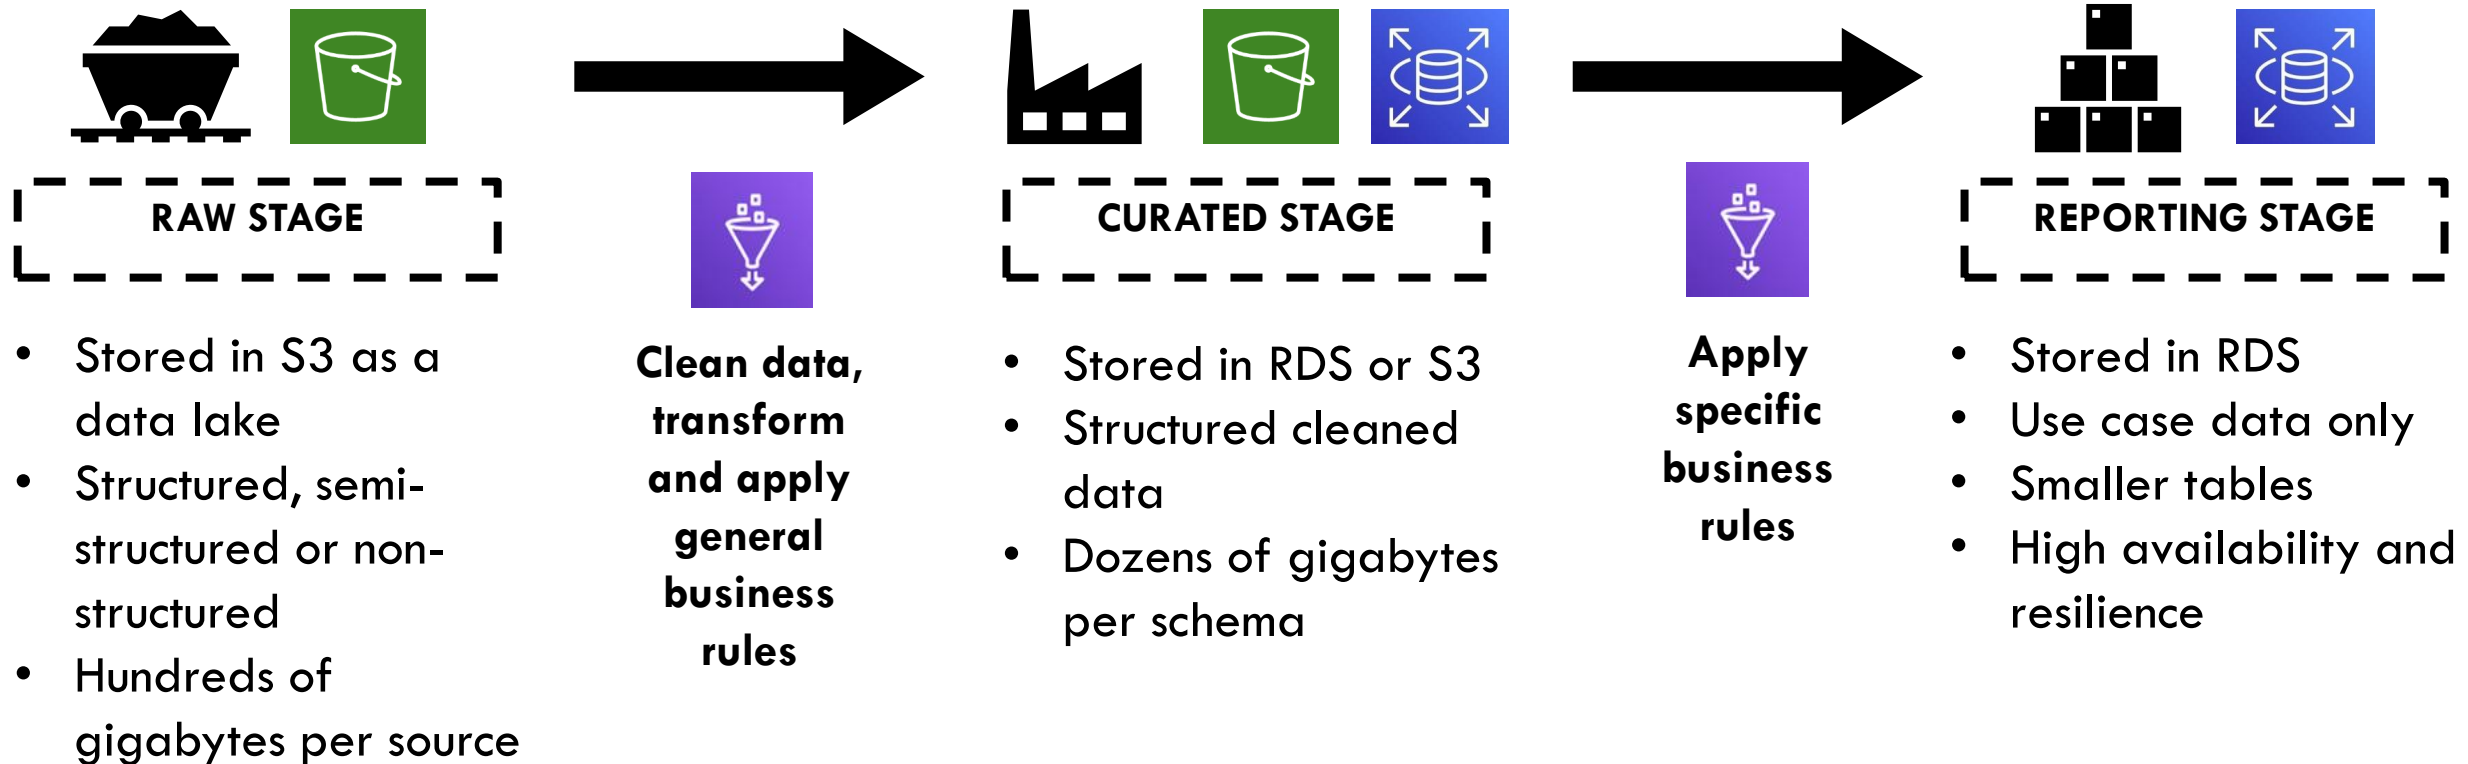 RAW STAGE
• Stored in S3 as a
data lake
• Structured, semi-
structured or non-
structured
• Hundreds of
gigabytes per source
Clean data,
transform
and apply
general
business
rules
CURATED STAGE
• Stored in RDS or S3
• Structured cleaned
data
• Dozens of gigabytes
per schema
Apply
specific
business
rules
REPORTING STAGE
• Stored in RDS
• Use case data only
• Smaller tables
• High availability and
resilience